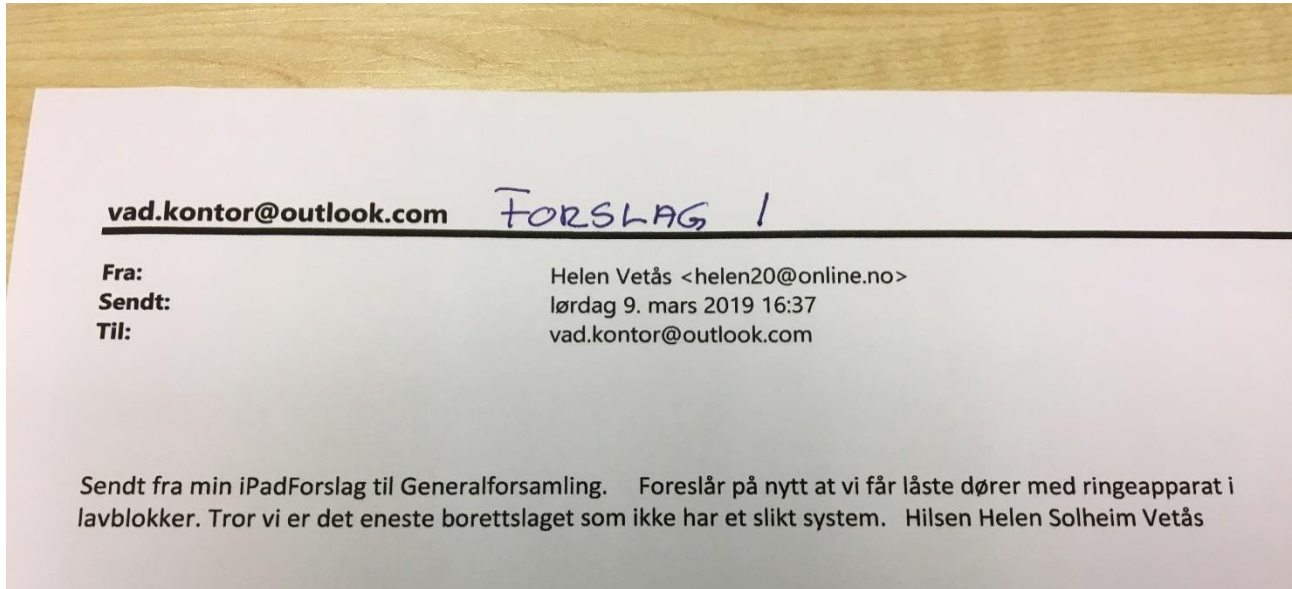 vad.kontor@outlook.com FORSLAG 1
Fra: Helen Vetås <helen20@online.no>
Sendt: lørdag 9. mars 2019 16:37
Til: vad.kontor@outlook.com
Sendt fra min iPadForslag til Generalforsamling. Foreslår på nytt at vi får låste dører med ringeapparat i
lavblokker. Tror vi er det eneste borettslaget som ikke har et slikt system. Hilsen Helen Solheim Vetås